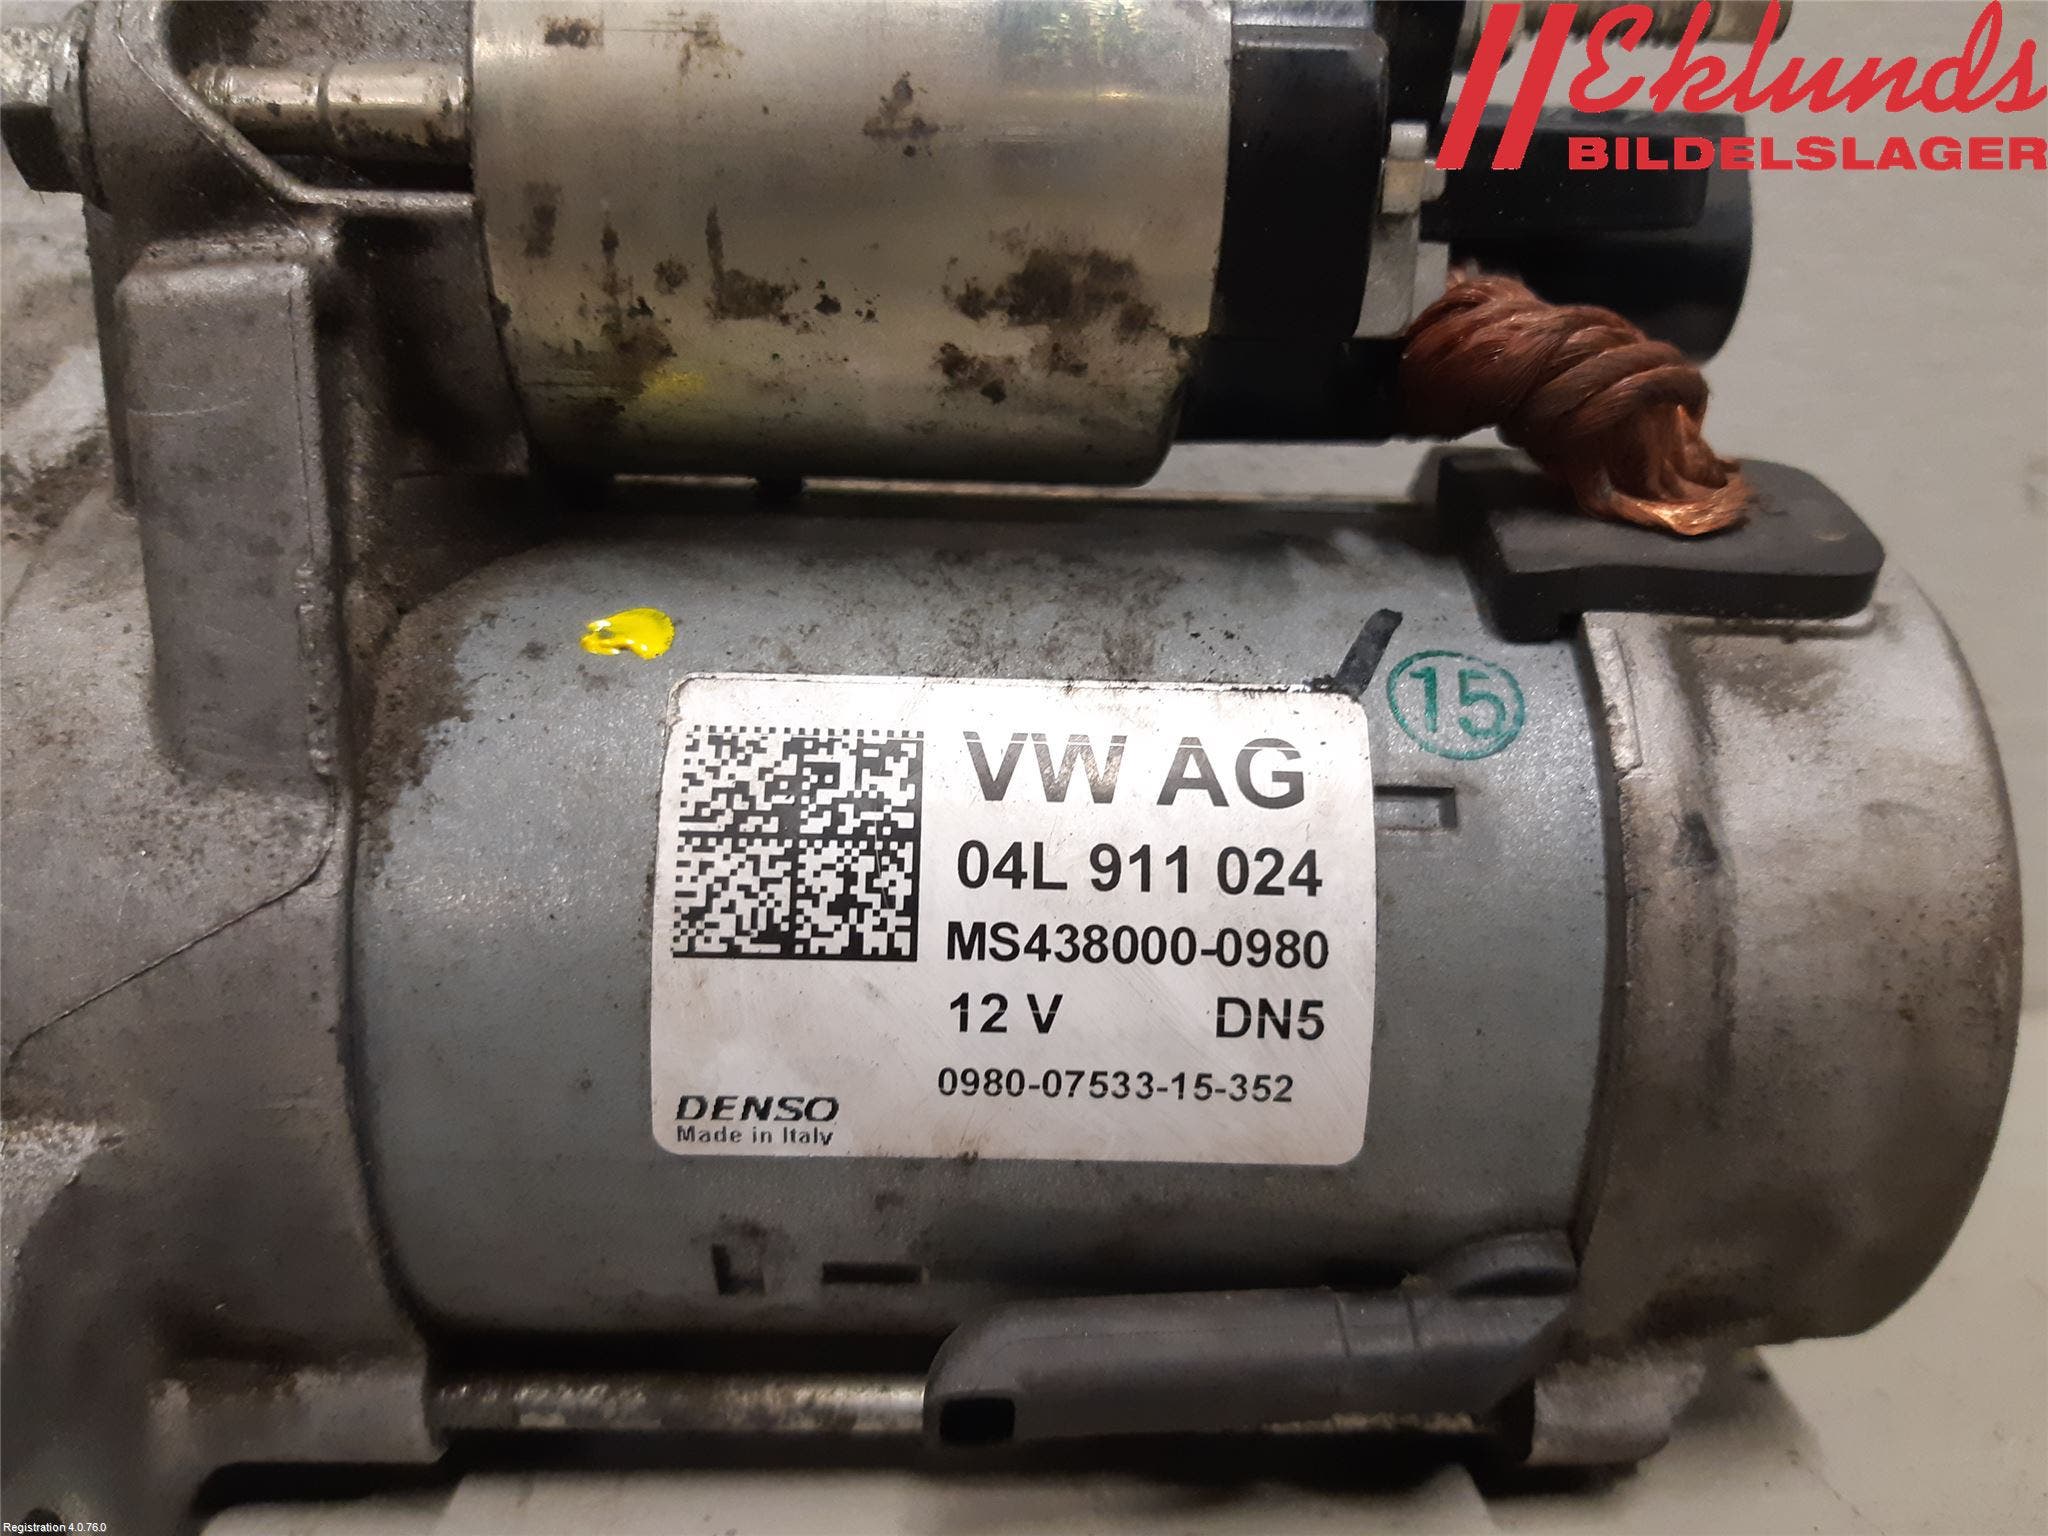 Eklunds
BILDELSLAGER
15
VW AG
04L 911 024
MS438000-0980
12 V DN5
0980-07533-15-352
DENSO
Made in Italy
Registration 4.0.76.0